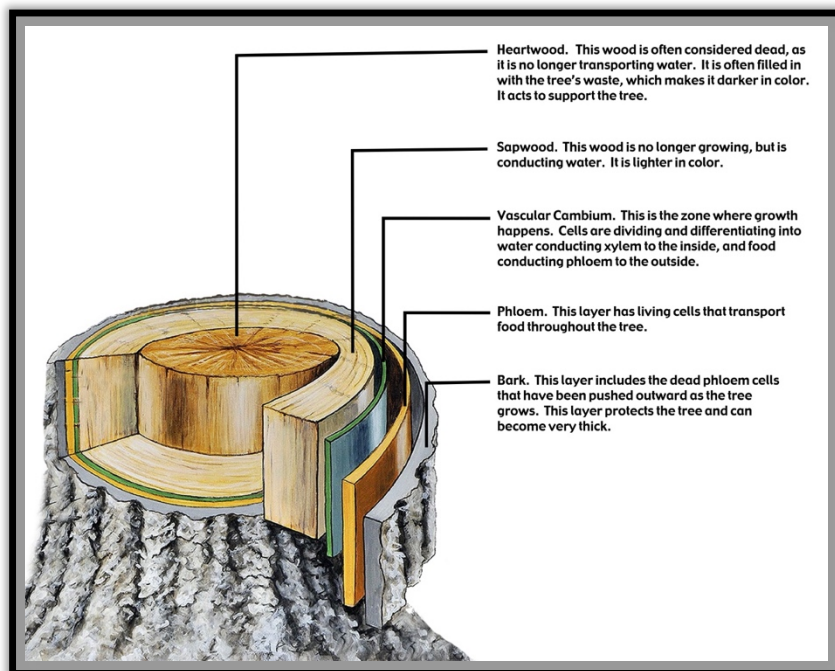 Heartwood.  This wood is often considered dead, as
it is no longer transporting water.  It is often filled in
with the tree's waste, which makes it darker in color.
It acts to support the tree.
Sapwood.  This wood is no longer growing, but is
conducting water.  It is lighter in color.
Vascular Cambium.  This is the zone where growth
happens.  Cells are dividing and differentiating into
water conducting xylem to the inside, and food
conducting phloem to the outside.
Phloem.  This layer has living cells that transport
food throughout the tree.
Bark.  This layer includes the dead phloem cells
that have been pushed outward as the tree
grows.  This layer protects the tree and can
become very thick.